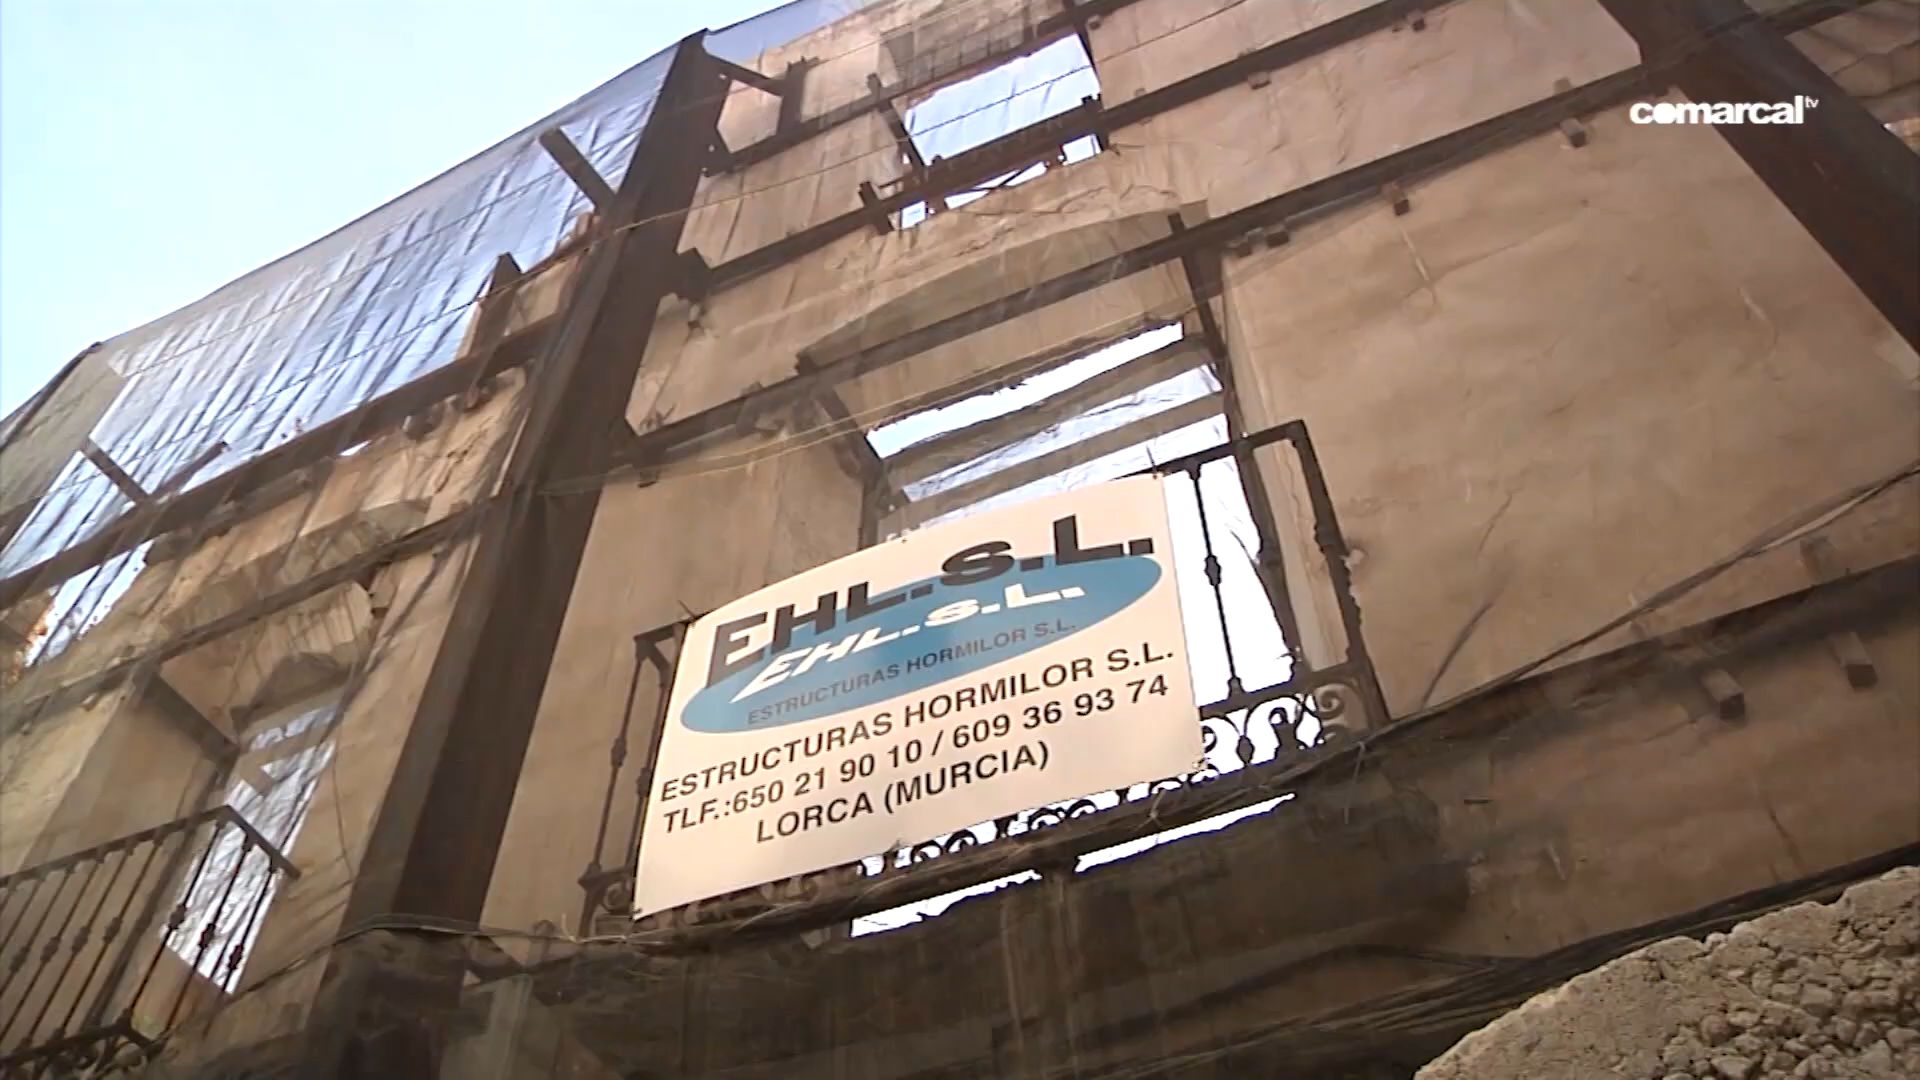 comarcal tv
EHL.S.L.
EHL.S.L.
ESTRUCTURAS HORMILOR S.L.
ESTRUCTURAS HORMILOR S.L.
TLF.:650 21 90 10 / 609 36 93 74
LORCA (MURCIA)